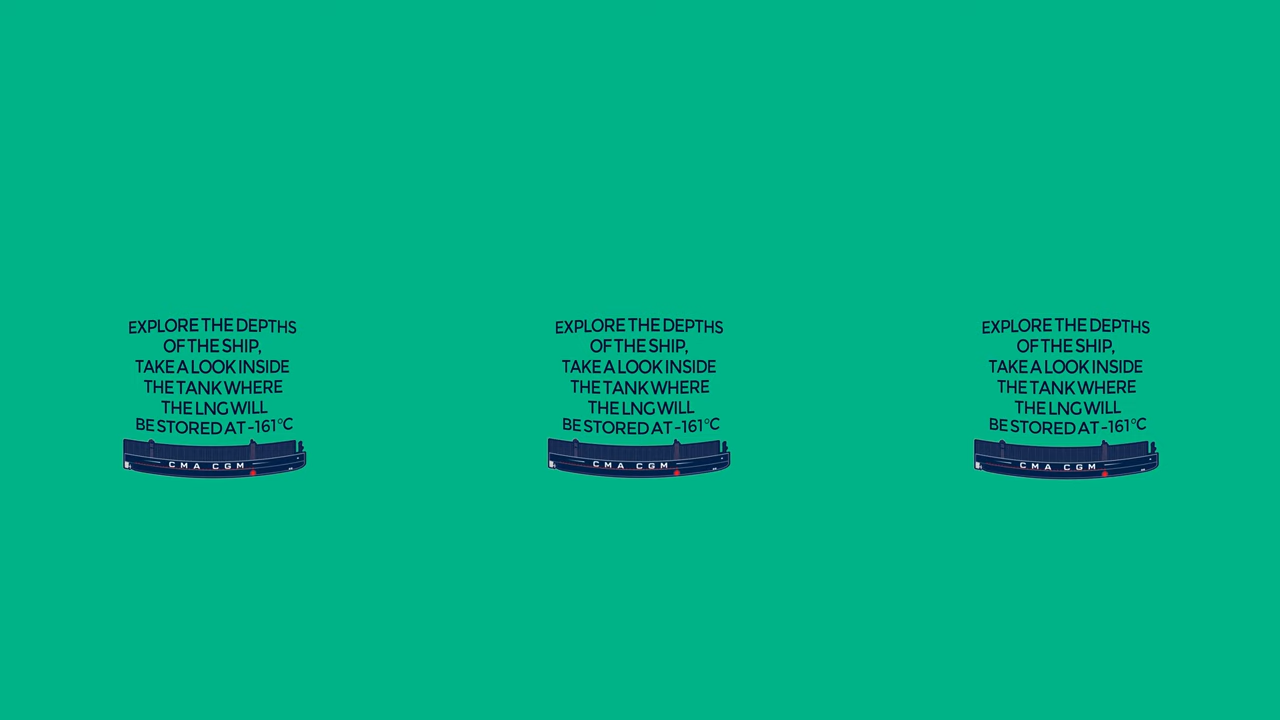 EXPLORE THE DEPTHS
OF THE SHIP,
TAKE A LOOK INSIDE
THE TANK WHERE
THE LNG WILL
BE STORED AT -161°C
CMA CGM
EXPLORE THE DEPTHS
OF THE SHIP,
TAKE A LOOK INSIDE
THE TANK WHERE
THE LNG WILL
BE STORED AT -161°C
CMA CGM
EXPLORE THE DEPTHS
OF THE SHIP,
TAKE A LOOK INSIDE
THE TANK WHERE
THE LNG WILL
BE STORED AT -161°C
CMA CGM